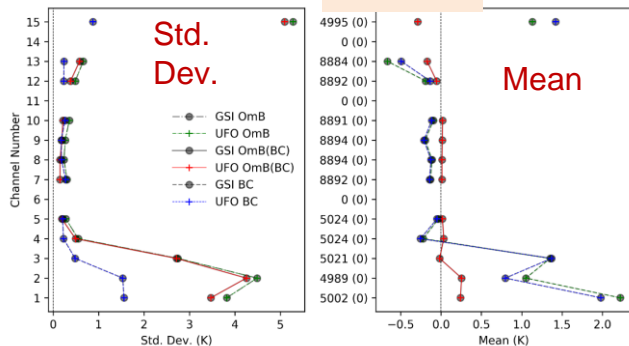 Std.
Dev.
Channel Number
15
14
13
12
11
10
9
8
7
6
5
4
3
2
1
GSI OmB
UFO OmB
GSI OmB(BC)
UFO OmB(BC)
GSI BC
UFO BC
0 1 2 3 4 5
Std. Dev. (K)
Mean
4995 (0)
0 (0)
8884 (0)
8892 (0)
0 (0)
8891 (0)
8894 (0)
8894 (0)
8892 (0)
0 (0)
5024 (0)
5024 (0)
5021 (0)
4989 (0)
5002 (0)
−0.5 0.0 0.5 1.0 1.5 2.0
Mean (K)